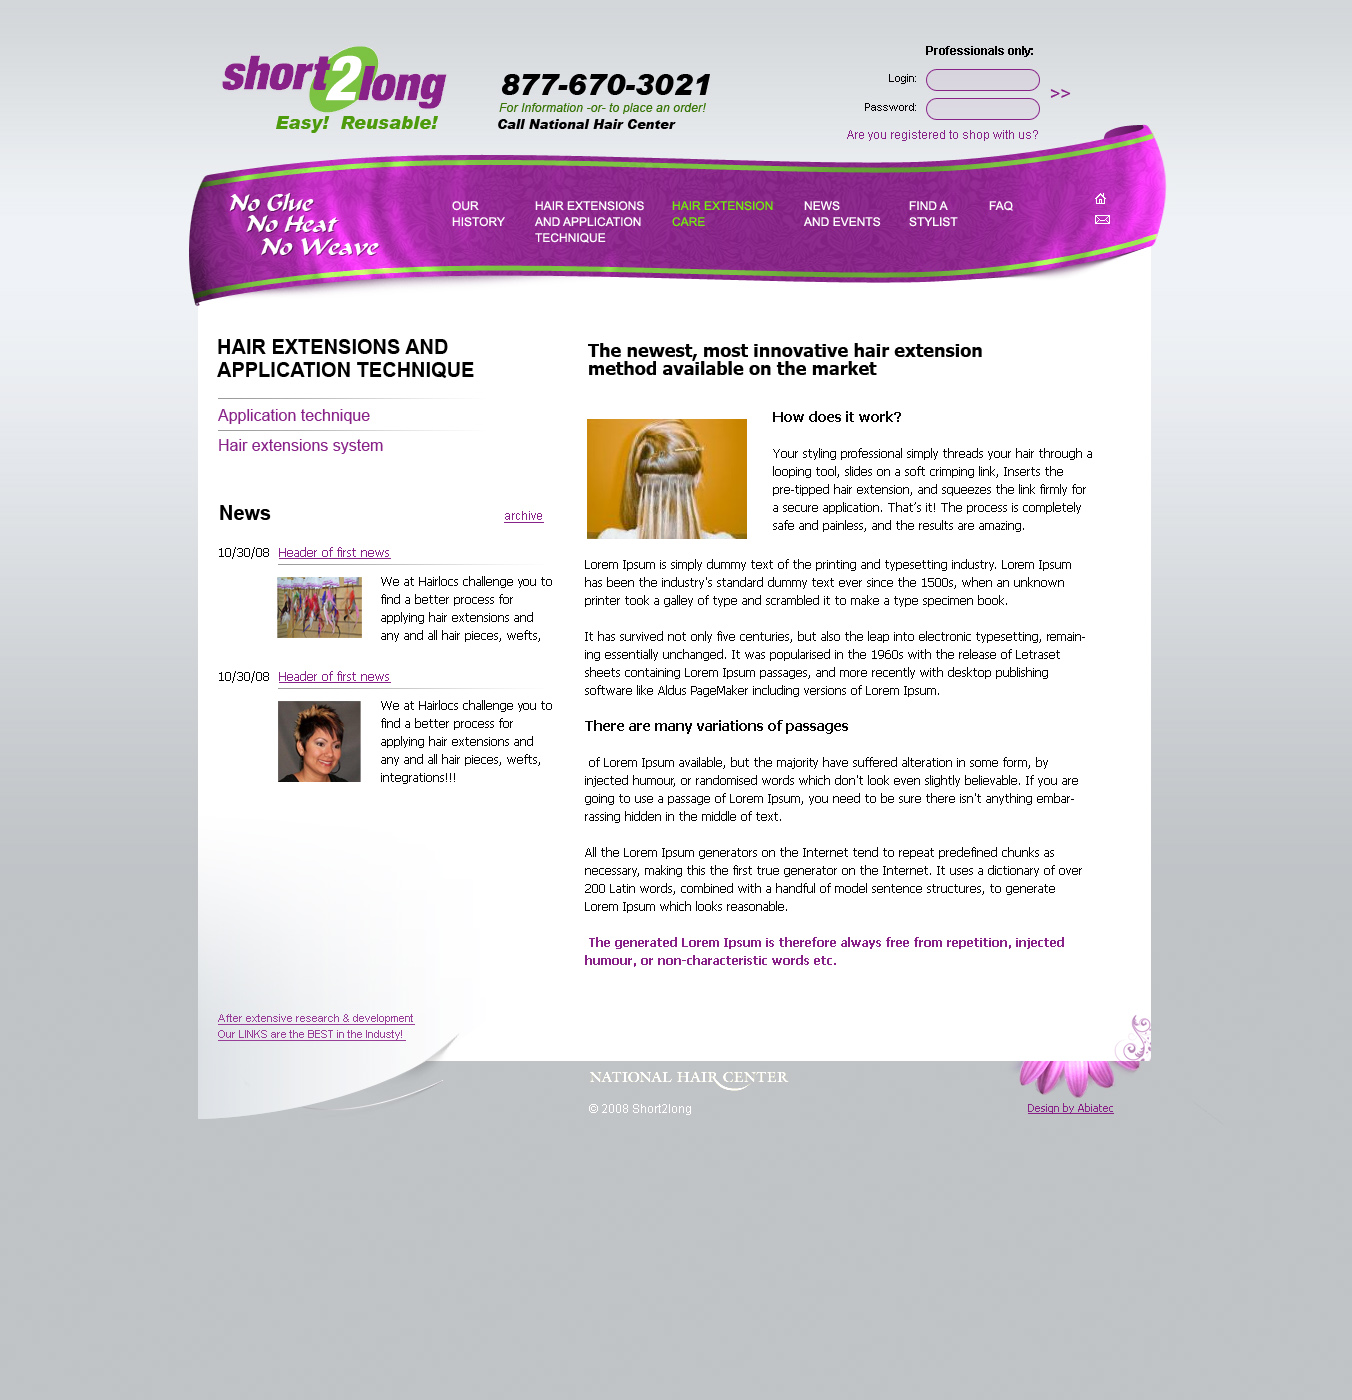 short2long
Easy! Reusable!
877-670-3021
For Information -or- to place an order!
Call National Hair Center
Professionals only:
Login:
Password:
>>
Are you registered to shop with us?
No Glue
No Heat
No Weave
OUR
HISTORY
HAIR EXTENSIONS
AND APPLICATION
TECHNIQUE
HAIR EXTENSION
CARE
NEWS
AND EVENTS
FIND A
STYLIST
FAQ
HAIR EXTENSIONS AND
APPLICATION TECHNIQUE
Application technique
Hair extensions system
News
archive
10/30/08 Header of first news
We at Hairlocs challenge you to
find a better process for
applying hair extensions and
any and all hair pieces, wefts,
10/30/08 Header of first news
We at Hairlocs challenge you to
find a better process for
applying hair extensions and
any and all hair pieces, wefts,
integrations!!!
After extensive research & development
Our LINKS are the BEST in the Industy!
The newest, most innovative hair extension
method available on the market
How does it work?
Your styling professional simply threads your hair through a
looping tool, slides on a soft crimping link, Inserts the
pre-tipped hair extension, and squeezes the link firmly for
a secure application. That's it! The process is completely
safe and painless, and the results are amazing.
Lorem Ipsum is simply dummy text of the printing and typesetting industry. Lorem Ipsum
has been the industry's standard dummy text ever since the 1500s, when an unknown
printer took a galley of type and scrambled it to make a type specimen book.
It has survived not only five centuries, but also the leap into electronic typesetting, remain-
ing essentially unchanged. It was popularised in the 1960s with the release of Letraset
sheets containing Lorem Ipsum passages, and more recently with desktop publishing
software like Aldus PageMaker including versions of Lorem Ipsum.
There are many variations of passages
of Lorem Ipsum available, but the majority have suffered alteration in some form, by
injected humour, or randomised words which don't look even slightly believable. If you are
going to use a passage of Lorem Ipsum, you need to be sure there isn't anything embar-
rassing hidden in the middle of text.
All the Lorem Ipsum generators on the Internet tend to repeat predefined chunks as
necessary, making this the first true generator on the Internet. It uses a dictionary of over
200 Latin words, combined with a handful of model sentence structures, to generate
Lorem Ipsum which looks reasonable.
The generated Lorem Ipsum is therefore always free from repetition, injected
humour, or non-characteristic words etc.
NATIONAL HAIR CENTER
© 2008 Short2long
Design by Abiatec